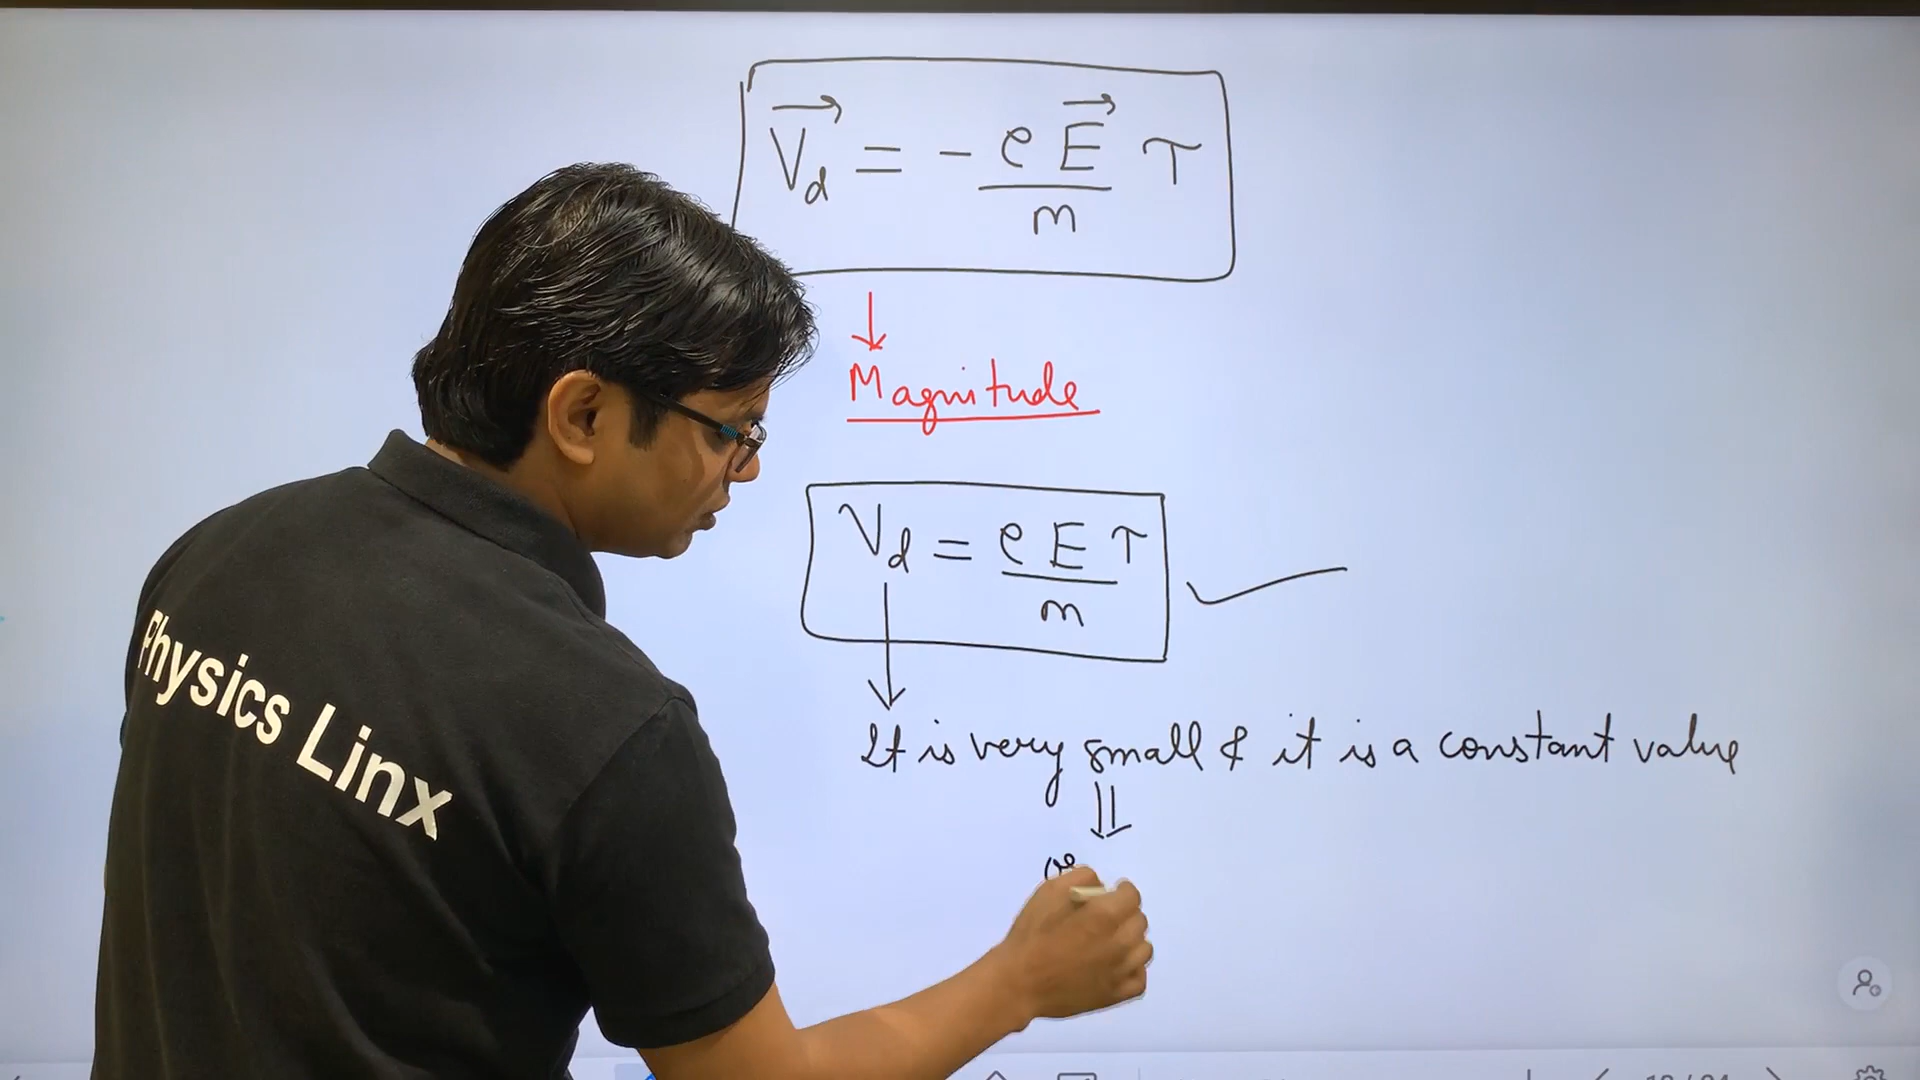 V⃗d = - eE⃗/m τ
Magnitude
Vd = eEτ/m
It is very small & it is a constant value
Physics Linx